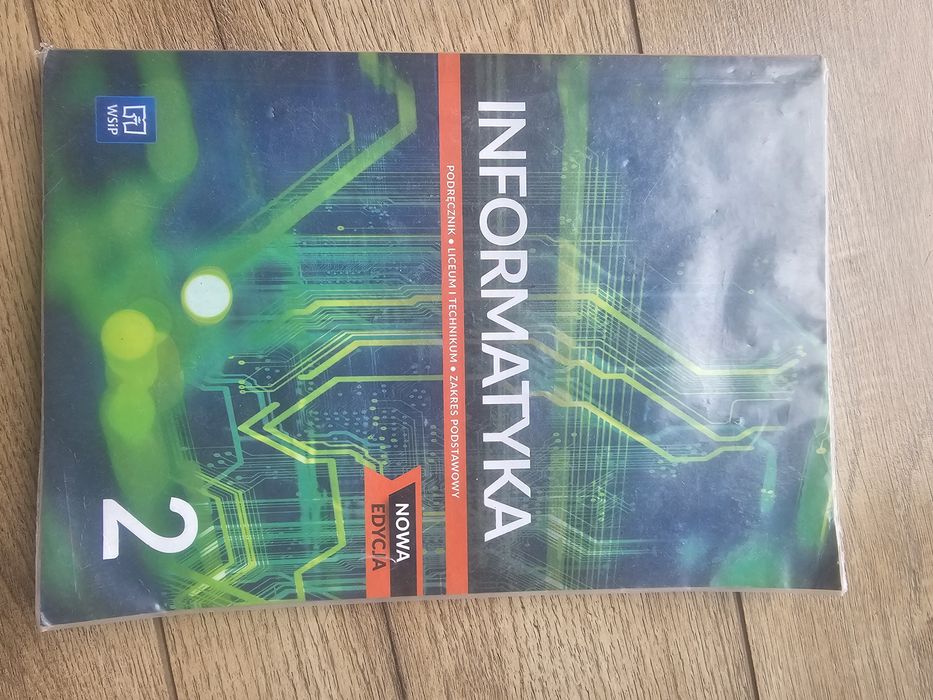 INFORMATYKA
PODRĘCZNIK • LICEUM I TECHNIKUM • ZAKRES PODSTAWOWY
NOWA
EDYCJA
2
WSiP